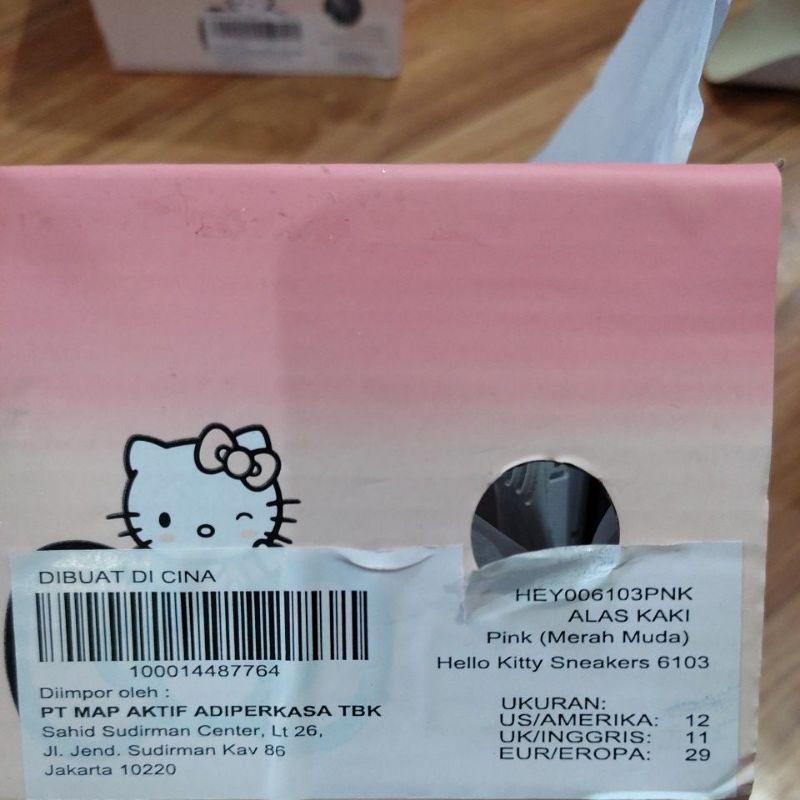 DIBUAT DI CINA
100014487764
Diimpor oleh :
PT MAP AKTIF ADIPERKASA TBK
Sahid Sudirman Center, Lt 26,
Jl. Jend. Sudirman Kav 86
Jakarta 10220
HEY006103PNK
ALAS KAKI
Pink (Merah Muda)
Hello Kitty Sneakers 6103
UKURAN:
US/AMERIKA: 12
UK/INGGRIS: 11
EUR/EROPA: 29